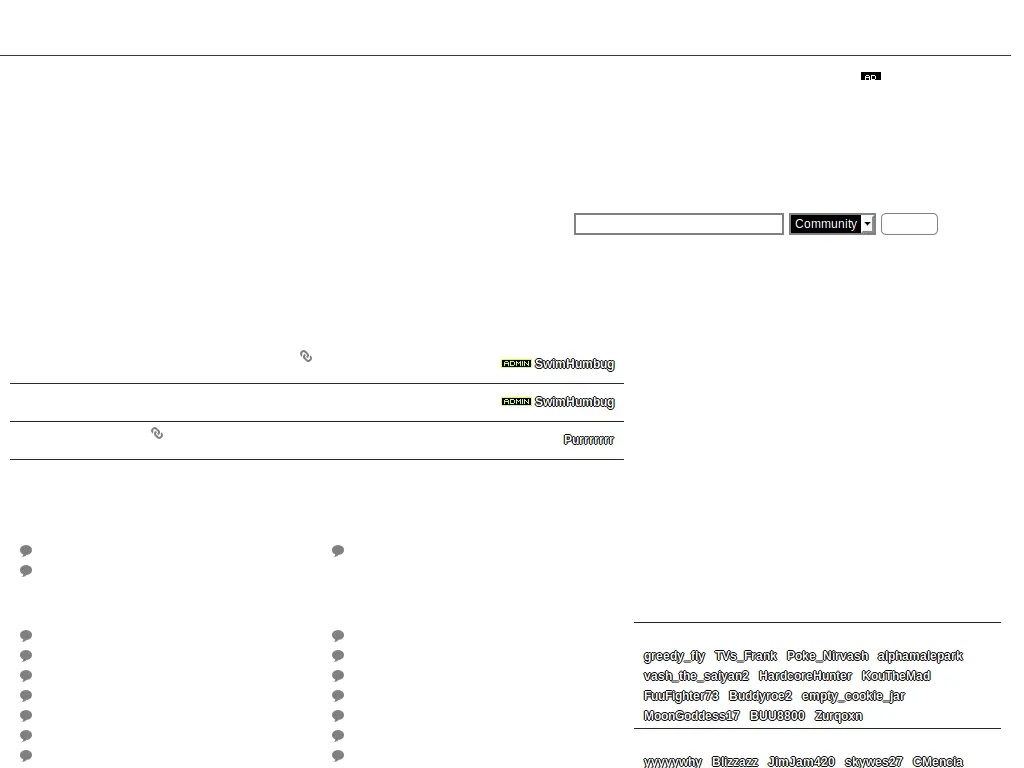 AD
Community
ADMIN SwimHumbug
ADMIN SwimHumbug
Purrrrrrr
greedy_fly TVs_Frank Poke_Nirvash alphamalepark
vash_the_saiyan2 HardcoreHunter KouTheMad
FuuFighter73 Buddyroe2 empty_cookie_jar
MoonGoddess17 BUU8800 Zurqoxn
yyyyywhy Blizzazz JimJam420 skywes27 CMencia